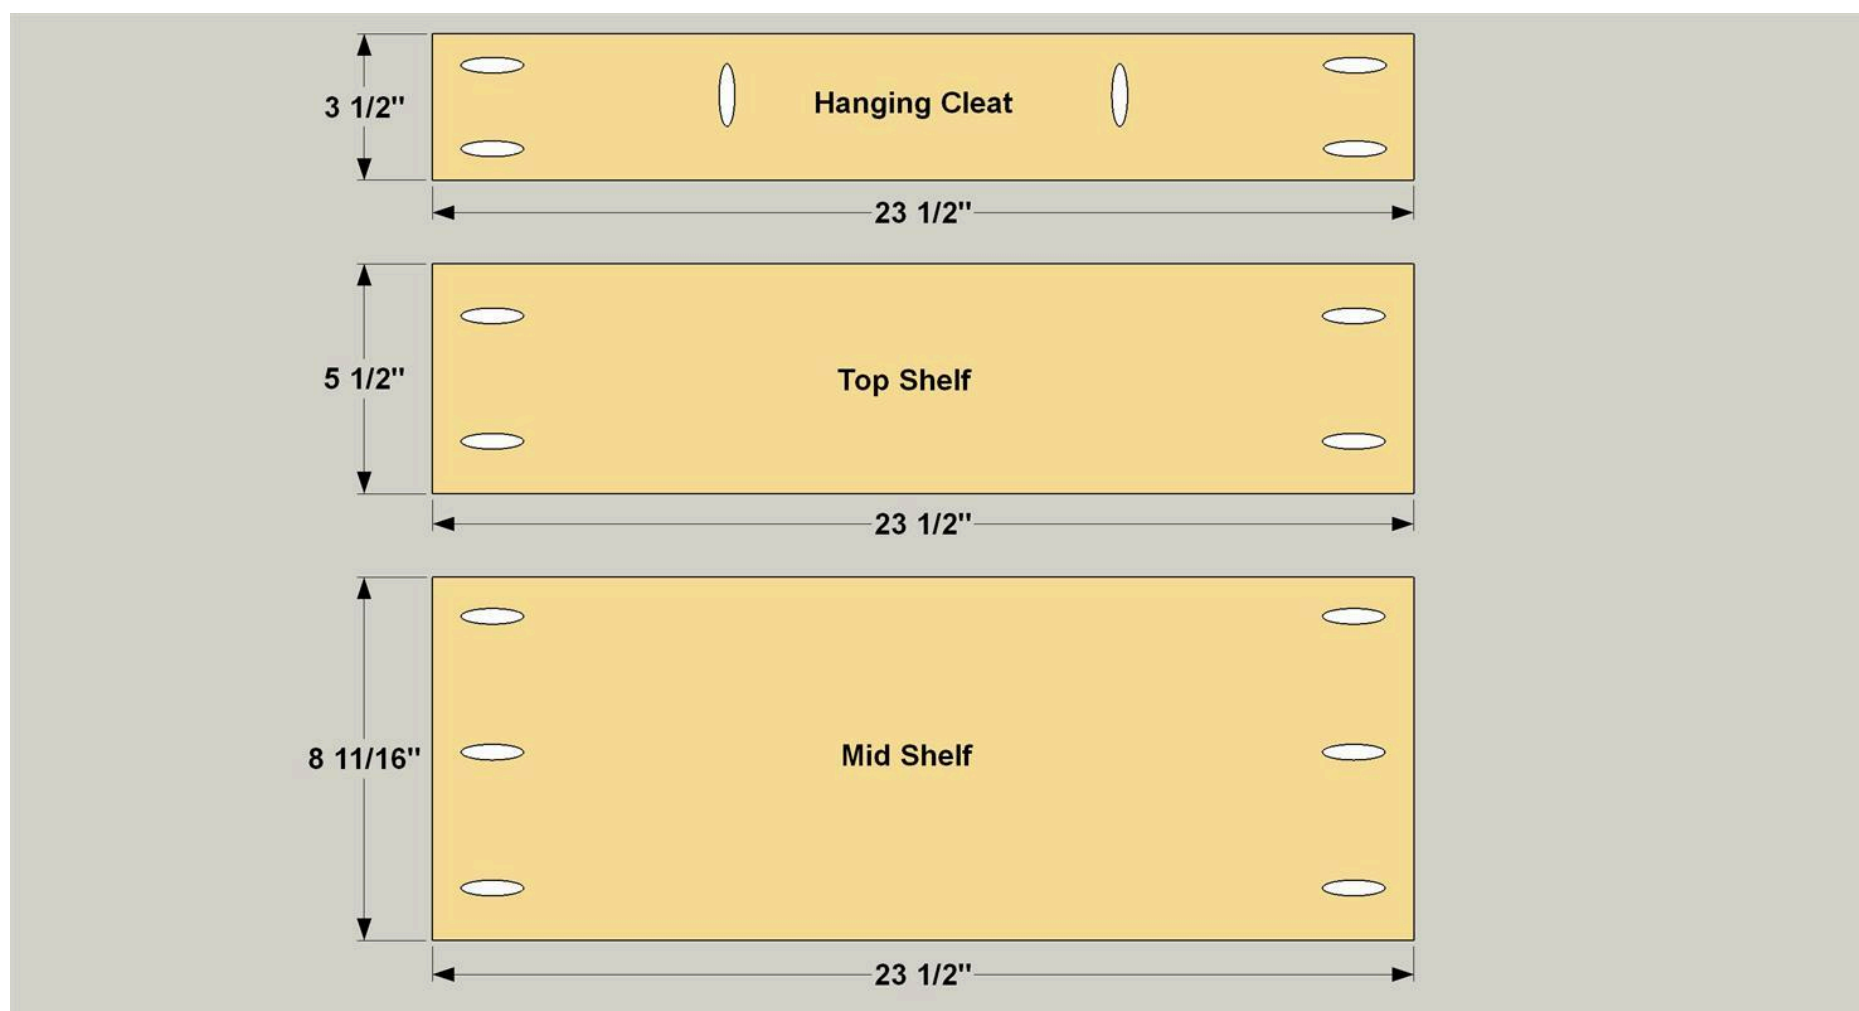 3 1/2"
Hanging Cleat
23 1/2"
5 1/2"
Top Shelf
23 1/2"
8 11/16"
Mid Shelf
23 1/2"